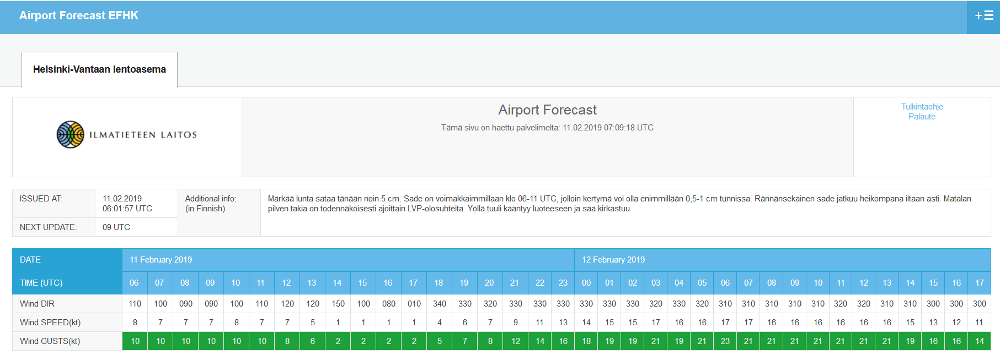 Airport Forecast EFHK
Helsinki-Vantaan lentoasema
ILMATIETEEN LAITOS
Airport Forecast
Tämä sivu on haettu palvelimelta: 11.02.2019 07:09:18 UTC
Tulkintaohje
Palaute
ISSUED AT:
11.02.2019
06:01:57 UTC
NEXT UPDATE:
09 UTC
Additional info:
(in Finnish)
Märkää lunta sataa tänään noin 5 cm. Sade on voimakkaimmillaan klo 06-11 UTC, jolloin kertymä voi olla enimmillään 0,5-1 cm tunnissa. Rännänsekainen sade jatkuu heikompana iltaan asti. Matalan
pilven takia on todennäköisesti ajoittain LVP-olosuhteita. Yöllä tuuli kääntyy luoteeseen ja sää kirkastuu
DATE 11 February 2019 12 February 2019
TIME (UTC) 06 07 08 09 10 11 12 13 14 15 16 17 18 19 20 21 22 23 00 01 02 03 04 05 06 07 08 09 10 11 12 13 14 15 16 17
Wind DIR 110 100 090 090 100 110 120 120 150 100 080 010 340 330 320 330 330 330 330 330 330 320 330 320 310 310 310 310 310 320 320 310 310 300 300 300
Wind SPEED(kt) 8 7 7 7 8 7 7 5 1 1 1 1 4 6 7 9 11 13 14 15 15 17 16 16 17 17 16 16 16 16 16 16 15 13 12 11
Wind GUSTS(kt) 10 10 10 10 10 10 8 6 2 2 2 2 5 7 8 12 14 16 18 19 19 21 19 21 23 21 21 21 21 21 21 21 19 16 16 14